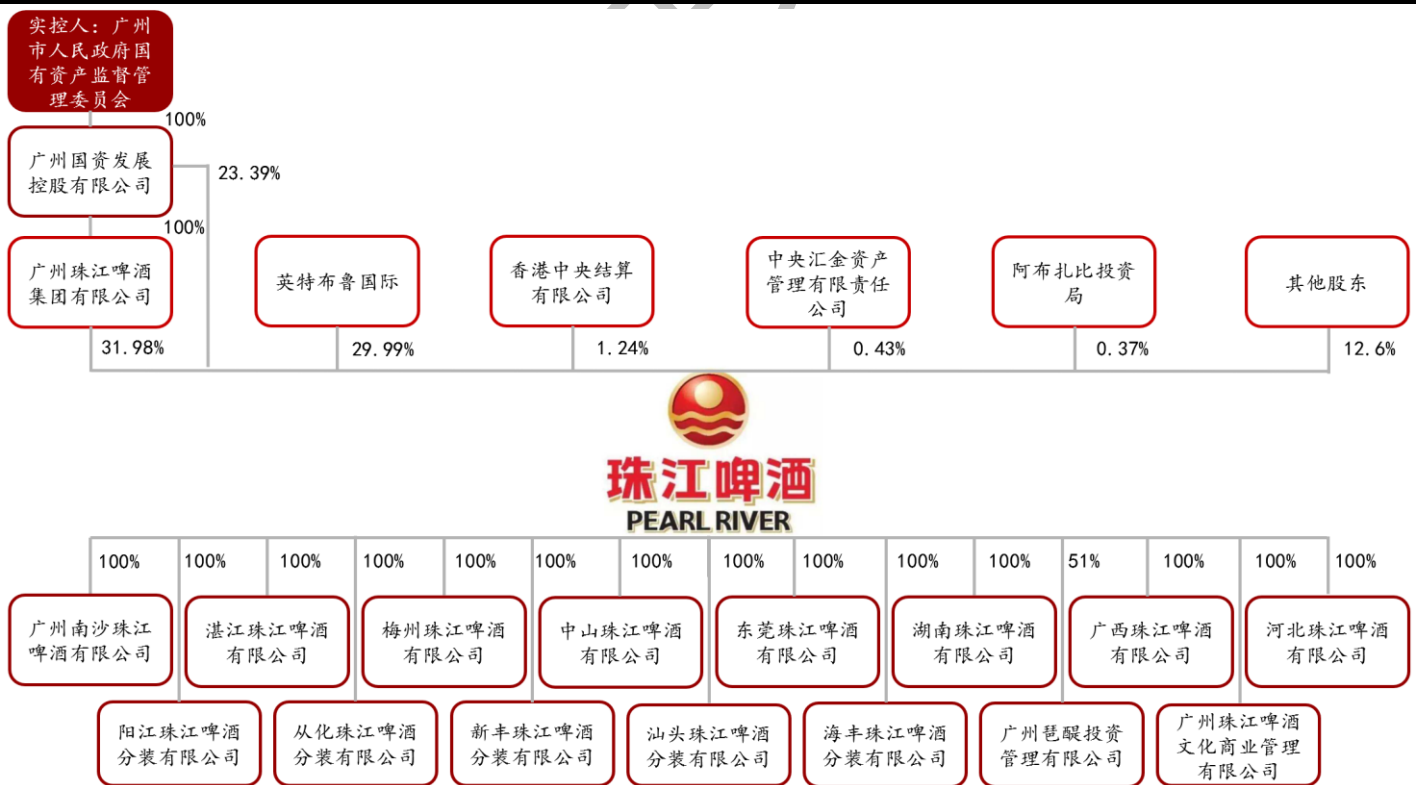 实控人：广州
市人民政府国
有资产监督管
理委员会
100%
广州国资发展
控股有限公司
23.39%
100%
广州珠江啤酒
集团有限公司
英特布鲁国际
香港中央结算
有限公司
中央汇金资产
管理有限责任
公司
阿布扎比投资
局
其他股东
31.98%
29.99%
1.24%
0.43%
0.37%
12.6%
珠江啤酒
PEARL RIVER
100%
100%
100%
100%
100%
100%
100%
100%
100%
100%
100%
51%
100%
100%
100%
广州南沙珠江
啤酒有限公司
湛江珠江啤酒
有限公司
梅州珠江啤酒
有限公司
中山珠江啤酒
有限公司
东莞珠江啤酒
有限公司
湖南珠江啤酒
有限公司
广西珠江啤酒
有限公司
河北珠江啤酒
有限公司
阳江珠江啤酒
分装有限公司
从化珠江啤酒
分装有限公司
新丰珠江啤酒
分装有限公司
汕头珠江啤酒
分装有限公司
海丰珠江啤酒
分装有限公司
广州琶醍投资
管理有限公司
广州珠江啤酒
文化商业管理
有限公司